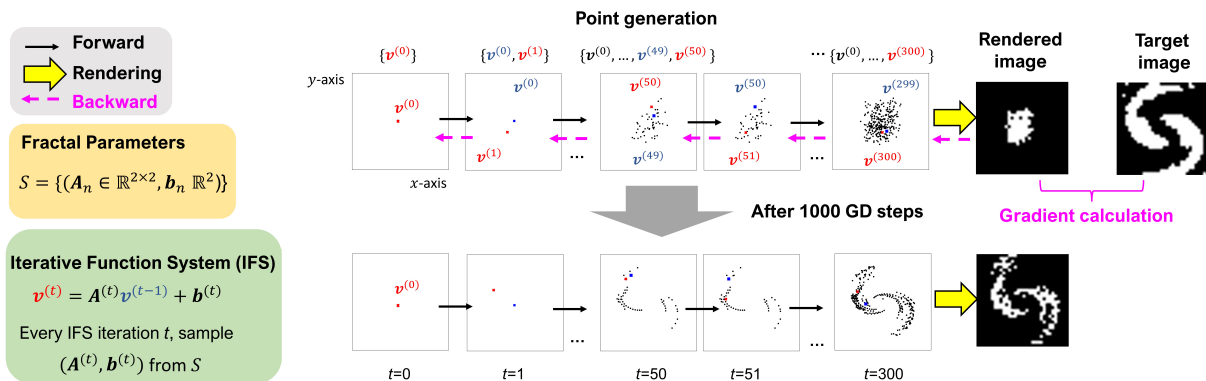 Point generation
Forward
Rendering
Backward
{v^(0)} {v^(0), v^(1)} {v^(0), ..., v^(49), v^(50)} ··· {v^(0), ..., v^(300)}
Rendered image
Target image
y-axis
v^(0)
v^(0)
v^(1)
v^(50)
v^(49)
v^(50)
v^(51)
v^(299)
v^(300)
...
...
x-axis
Fractal Parameters
S = {(A_n ∈ ℝ^{2×2}, b_n ℝ^2)}
After 1000 GD steps
Gradient calculation
Iterative Function System (IFS)
v^(t) = A^(t)v^(t−1) + b^(t)
Every IFS iteration t, sample
(A^(t), b^(t)) from S
v^(0)
...
...
t=0 t=1 t=50 t=51 t=300